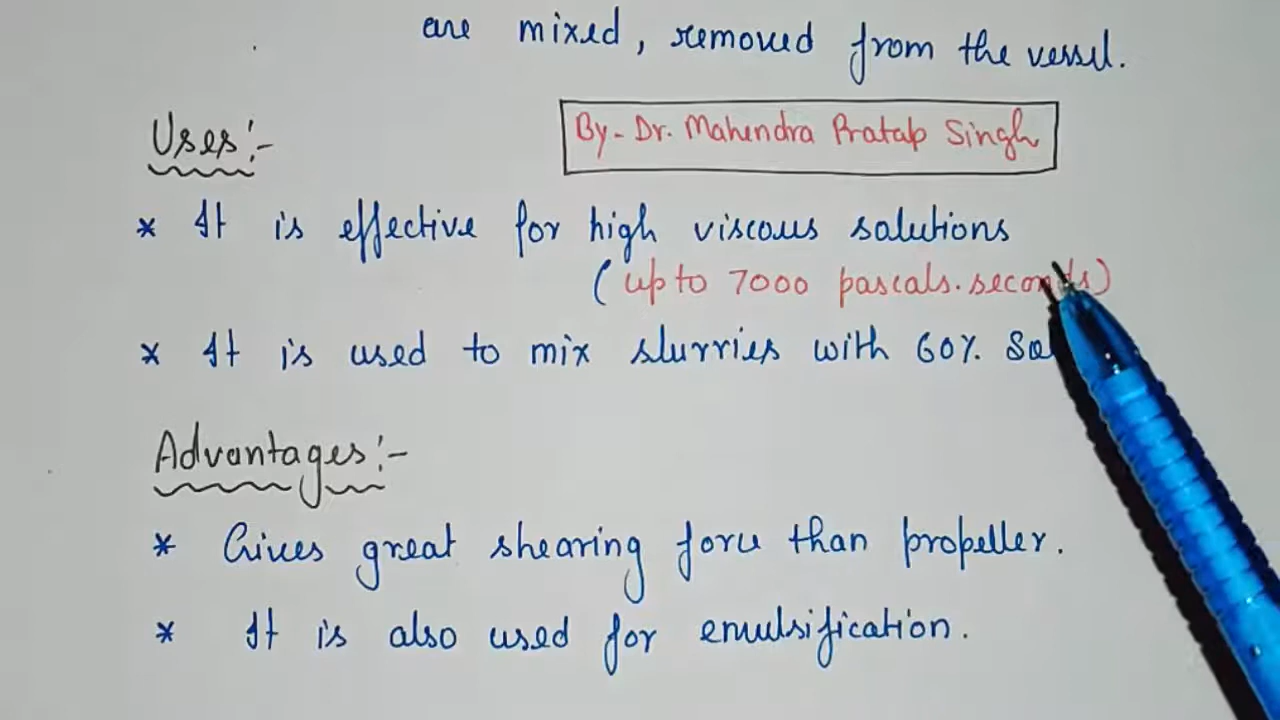 are mixed, removed from the vessel.
Uses:-
By - Dr. Mahendra Pratap Singh
* It is effective for high viscous solutions
(up to 7000 pascals.seconds)
* It is used to mix slurries with 60%
Advantages:-
* Gives great shearing force than propeller.
* It is also used for emulsification.